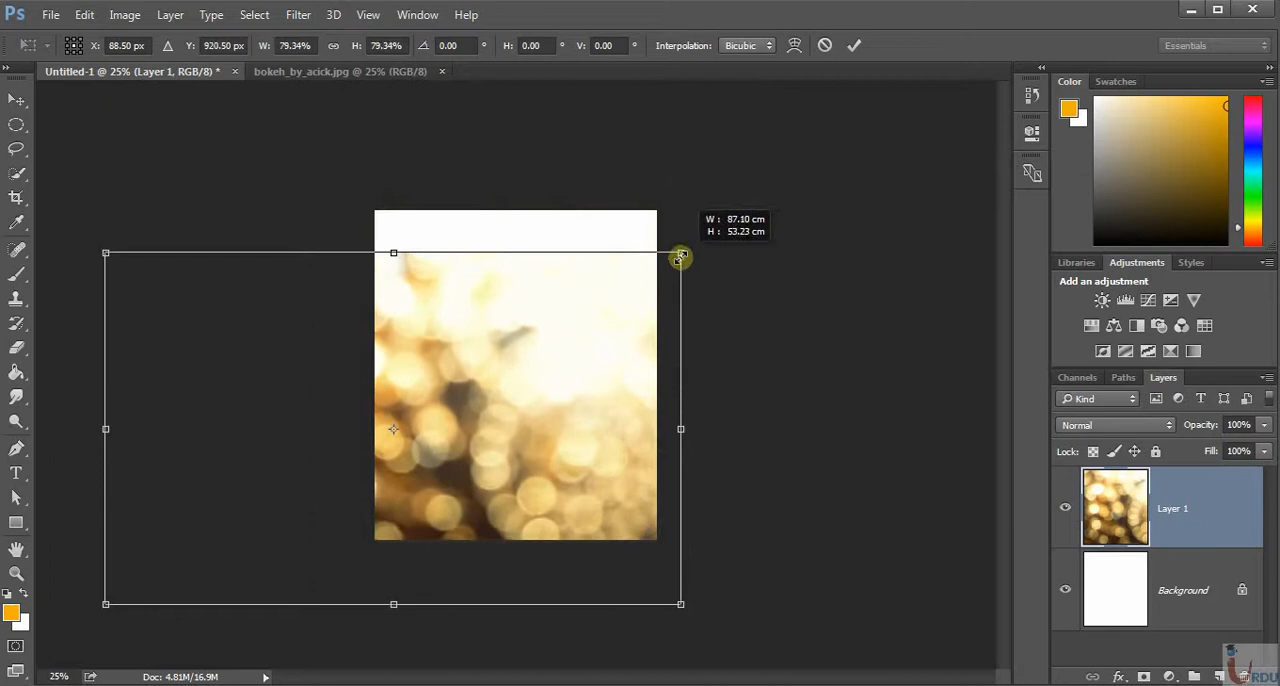 Ps File Edit Image Layer Type Select Filter 3D View Window Help
X: 88.50 px Y: 920.50 px W: 79.34% H: 79.34% 0.00 ° H: 0.00 ° V: 0.00 ° Interpolation: Bicubic Essentials
Untitled-1 @ 25% (Layer 1, RGB/8) * × bokeh_by_acick.jpg @ 25% (RGB/8) ×
Color Swatches
W : 87.10 cm
H : 53.23 cm
Libraries Adjustments Styles
Add an adjustment
Channels Paths Layers
Kind
Normal Opacity: 100%
Lock: Fill: 100%
Layer 1
Background
25% Doc: 4.81M/16.9M
URDU